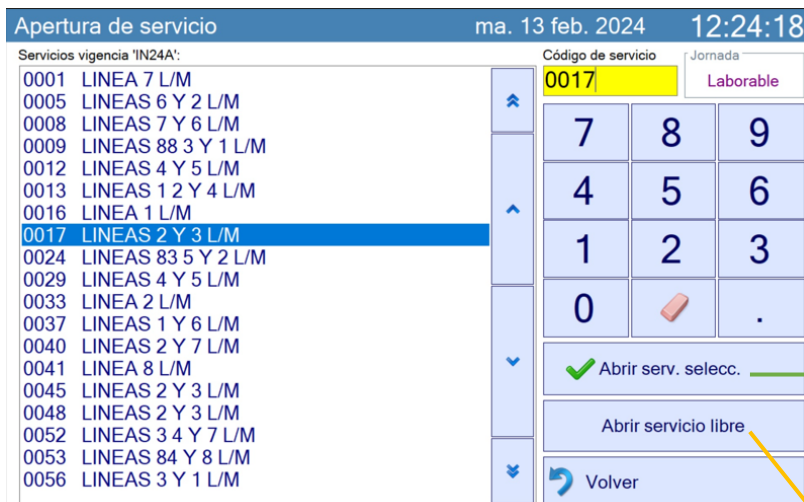 Apertura de servicio ma. 13 feb. 2024 12:24:18
Servicios vigencia 'IN24A':
0001 LINEA 7 L/M
0005 LINEAS 6 Y 2 L/M
0008 LINEAS 7 Y 6 L/M
0009 LINEAS 88 3 Y 1 L/M
0012 LINEAS 4 Y 5 L/M
0013 LINEAS 1 2 Y 4 L/M
0016 LINEA 1 L/M
0017 LINEAS 2 Y 3 L/M
0024 LINEAS 83 5 Y 2 L/M
0029 LINEAS 4 Y 5 L/M
0033 LINEA 2 L/M
0037 LINEAS 1 Y 6 L/M
0040 LINEAS 2 Y 7 L/M
0041 LINEA 8 L/M
0045 LINEAS 2 Y 3 L/M
0048 LINEAS 2 Y 3 L/M
0052 LINEAS 3 4 Y 7 L/M
0053 LINEAS 84 Y 8 L/M
0056 LINEAS 3 Y 1 L/M
Código de servicio Jornada
0017 Laborable
7 8 9
4 5 6
1 2 3
0 .
Abrir serv. selecc.
Abrir servicio libre
Volver